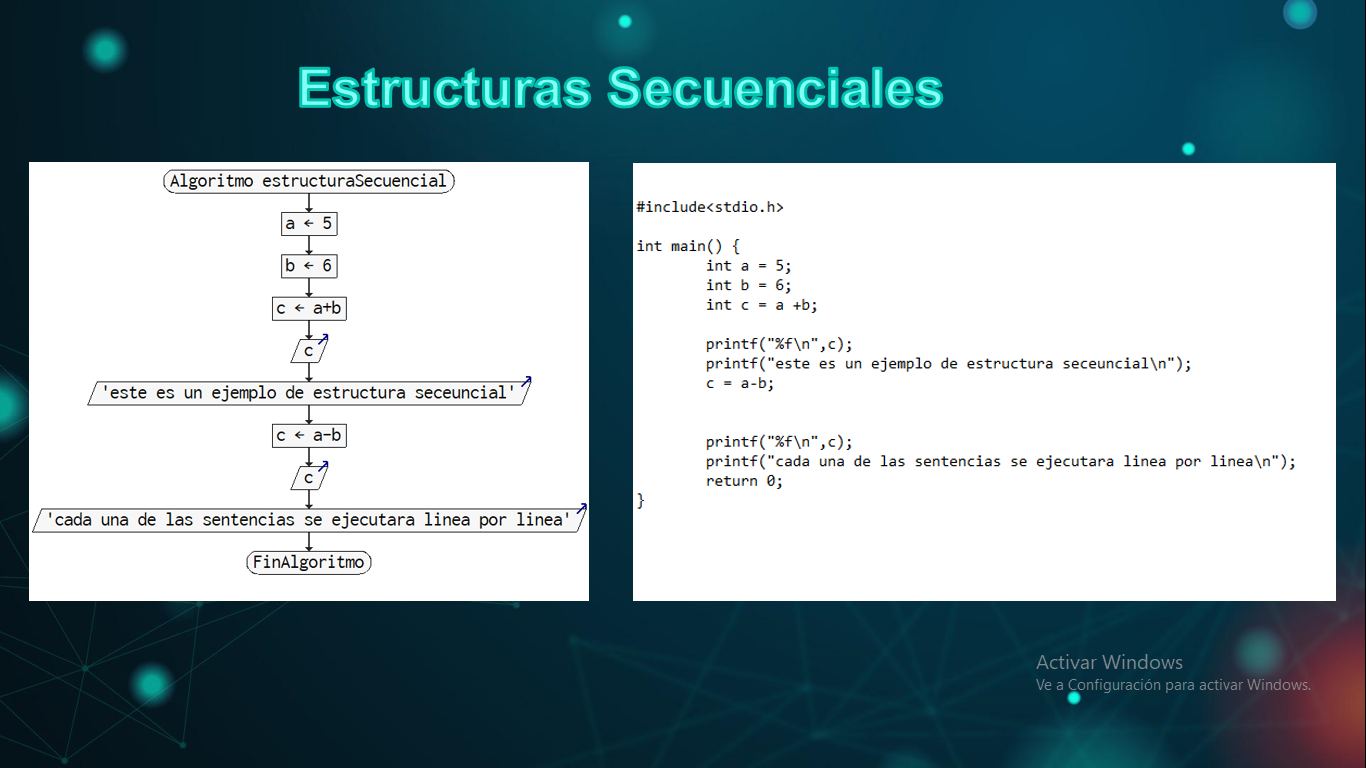 Estructuras Secuenciales
Algoritmo estructuraSecuencial
a ← 5
b ← 6
c ← a+b
c
'este es un ejemplo de estructura seceuncial'
c ← a-b
c
'cada una de las sentencias se ejecutara linea por linea'
FinAlgoritmo
#include<stdio.h>
int main() {
int a = 5;
int b = 6;
int c = a +b;
printf("%f\n",c);
printf("este es un ejemplo de estructura seceuncial\n");
c = a-b;
printf("%f\n",c);
printf("cada una de las sentencias se ejecutara linea por linea\n");
return 0;
}
Activar Windows
Ve a Configuración para activar Windows.